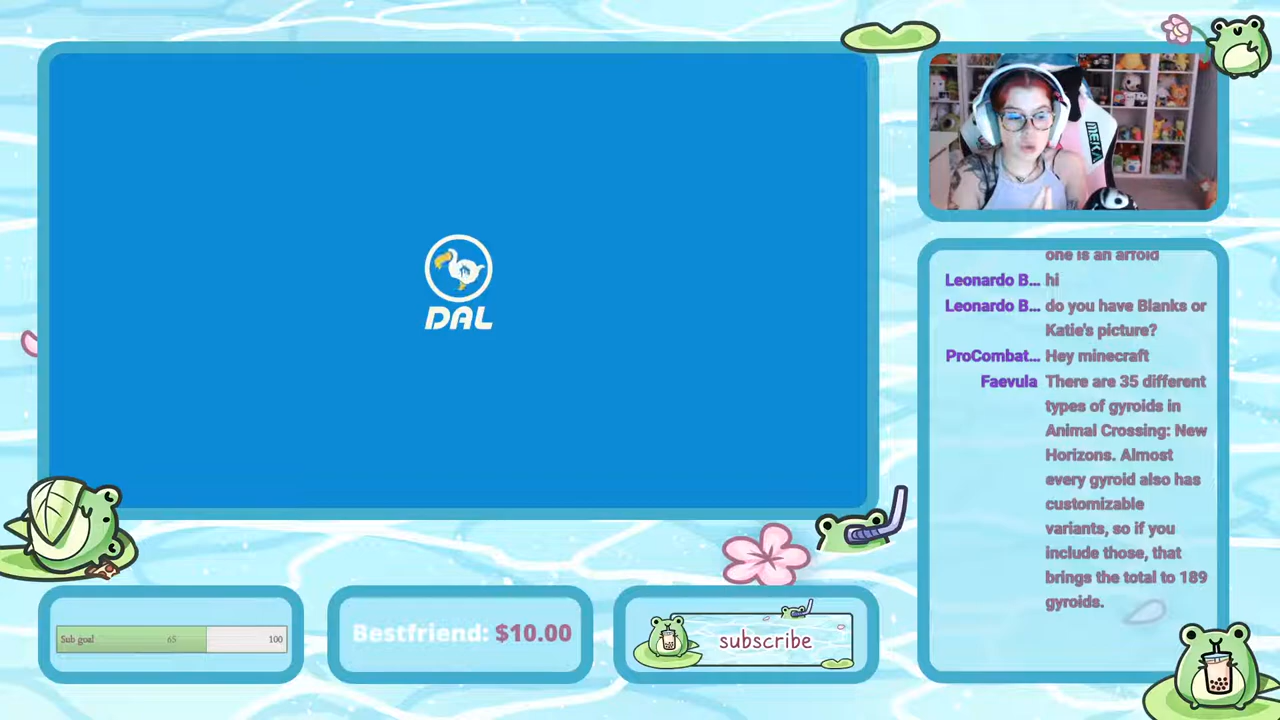 DAL
MEKA
one is an arfoid
Leonardo B... hi
Leonardo B... do you have Blanks or
Katie's picture?
ProCombat... Hey minecraft
Faevula There are 35 different
types of gyroids in
Animal Crossing: New
Horizons. Almost
every gyroid also has
customizable
variants, so if you
include those, that
brings the total to 189
gyroids.
Sub goal 65 100
Bestfriend: $10.00
subscribe